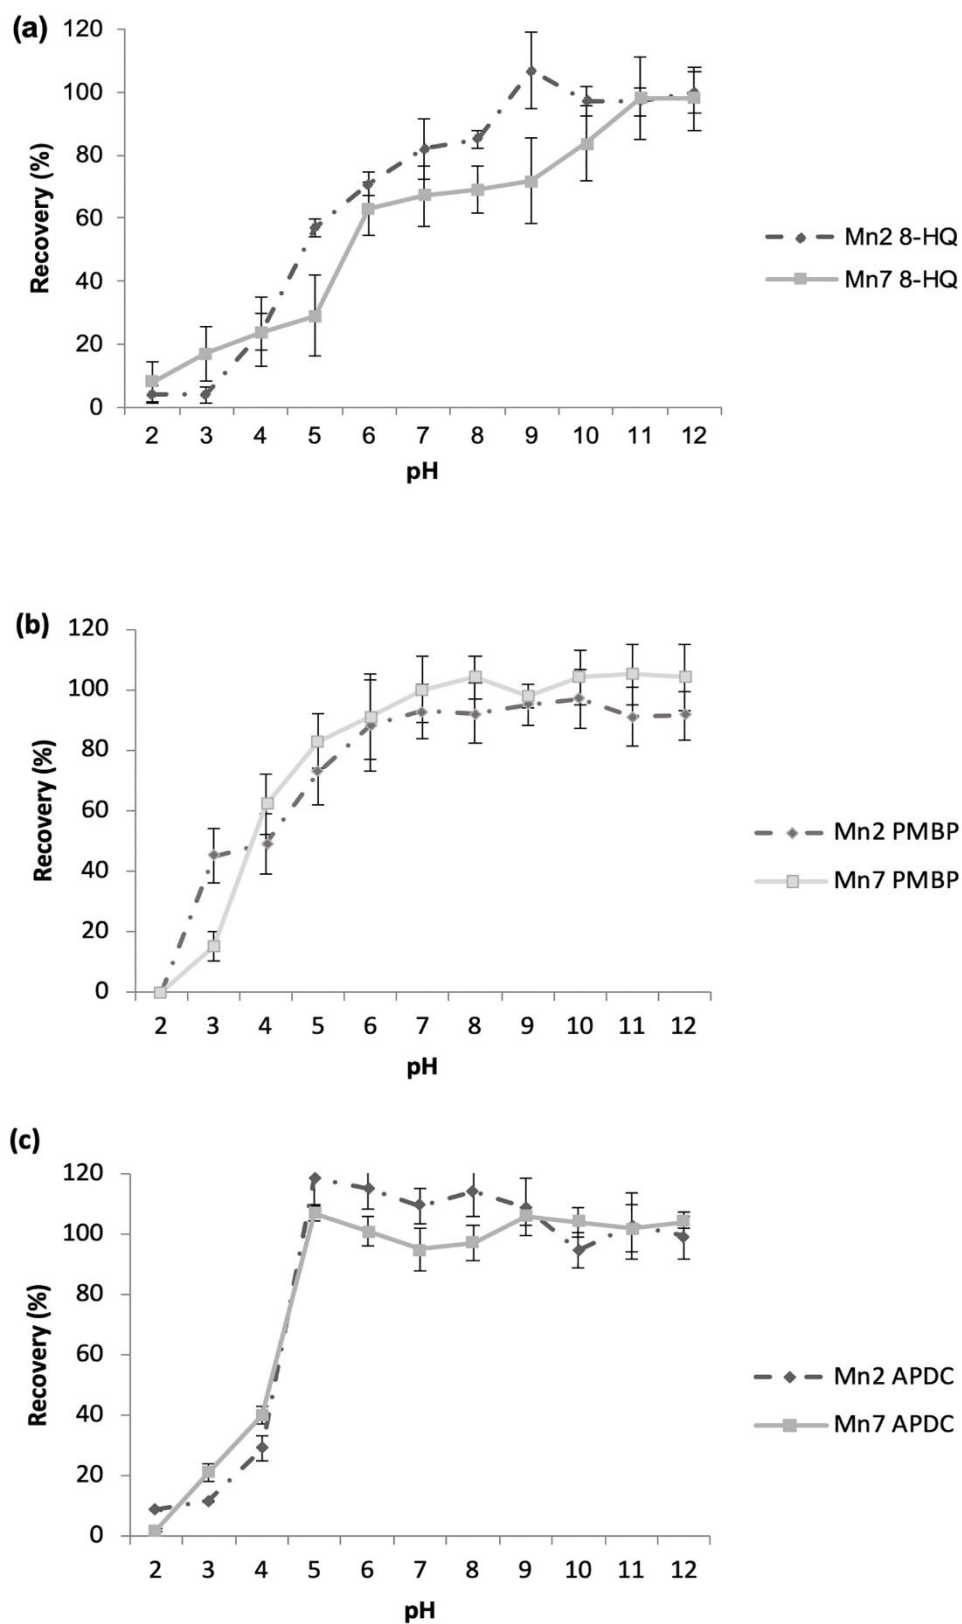 (a)
120
100
80
60
40
20
0
Recovery (%)
2 3 4 5 6 7 8 9 10 11 12
pH
Mn2 8-HQ
Mn7 8-HQ
(b)
120
100
80
60
40
20
0
Recovery (%)
2 3 4 5 6 7 8 9 10 11 12
pH
Mn2 PMBP
Mn7 PMBP
(c)
120
100
80
60
40
20
0
Recovery (%)
2 3 4 5 6 7 8 9 10 11 12
pH
Mn2 APDC
Mn7 APDC